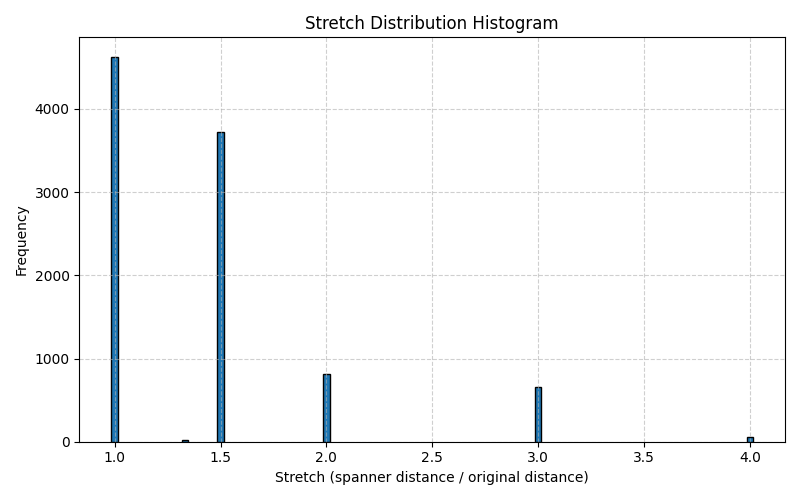 Stretch Distribution Histogram
Frequency
4000
3000
2000
1000
0
1.0 1.5 2.0 2.5 3.0 3.5 4.0
Stretch (spanner distance / original distance)